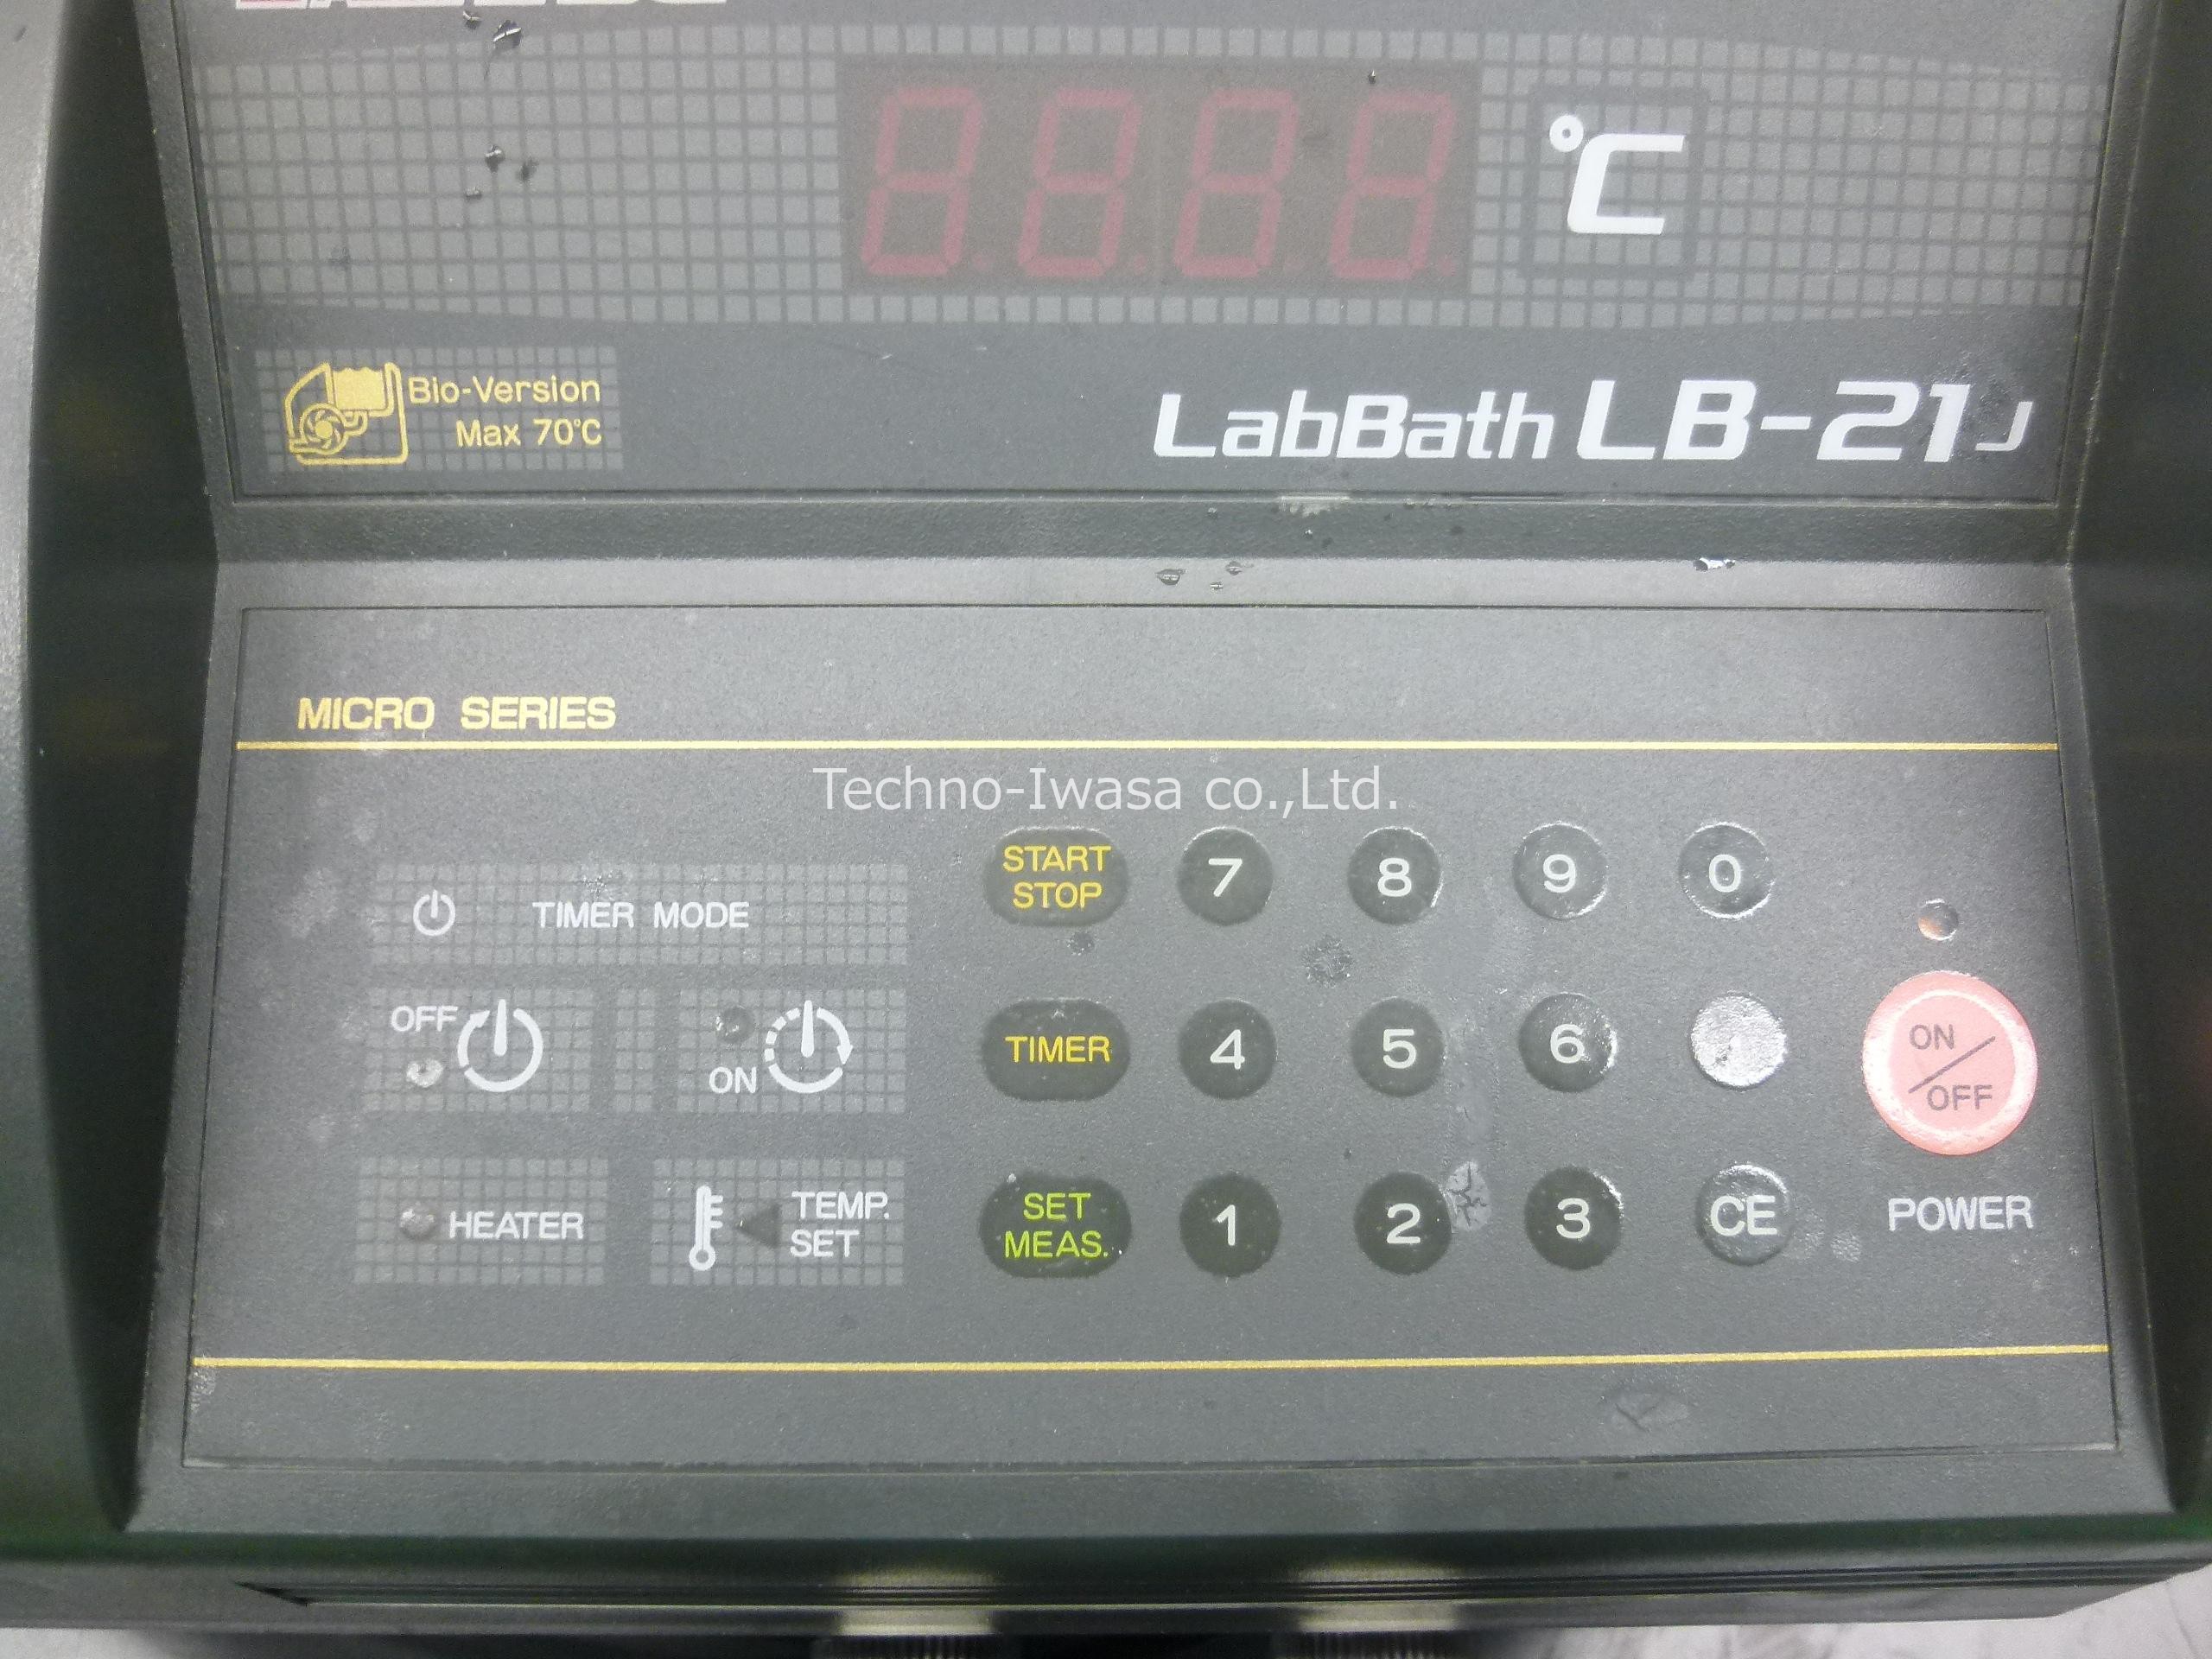 ℃
Bio-Version
Max 70℃
LabBath LB-21J
MICRO SERIES
Techno-Iwasa co.,Ltd.
TIMER MODE
START
STOP
7 8 9 0
OFF
ON
TIMER
4 5 6
ON/OFF
HEATER
TEMP.
SET
SET
MEAS.
1 2 3 CE
POWER